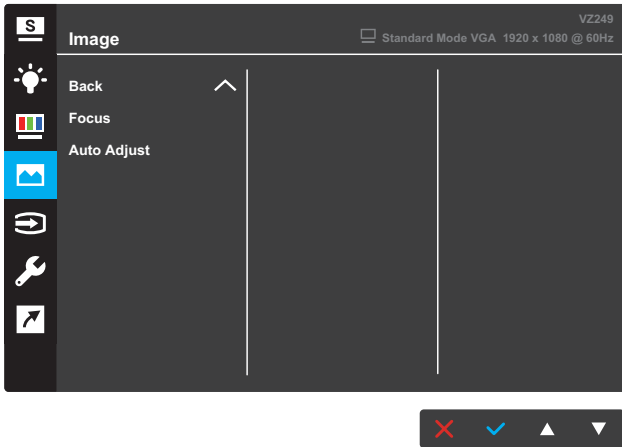 S
VZ249
Image
Standard Mode VGA 1920 x 1080 @ 60Hz
Back
Focus
Auto Adjust